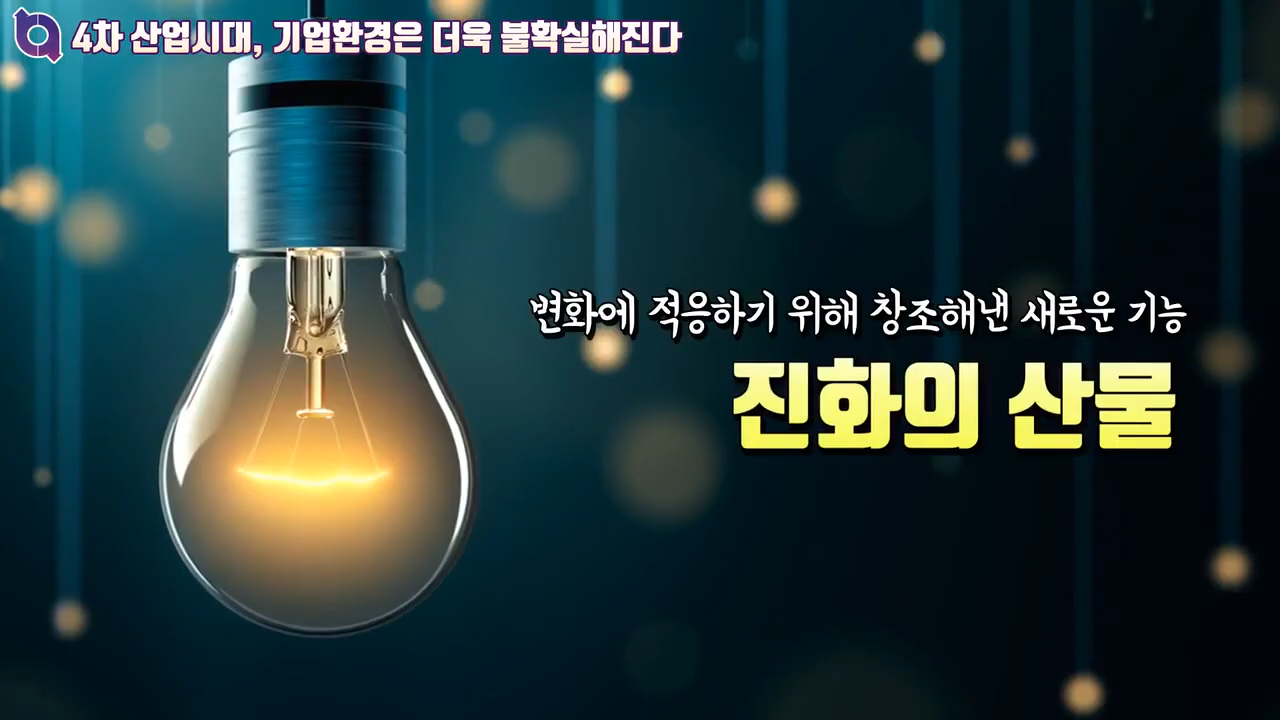 4차 산업시대, 기업환경은 더욱 불확실해진다
변화에 적응하기 위해 창조해낸 새로운 기능
진화의 산물